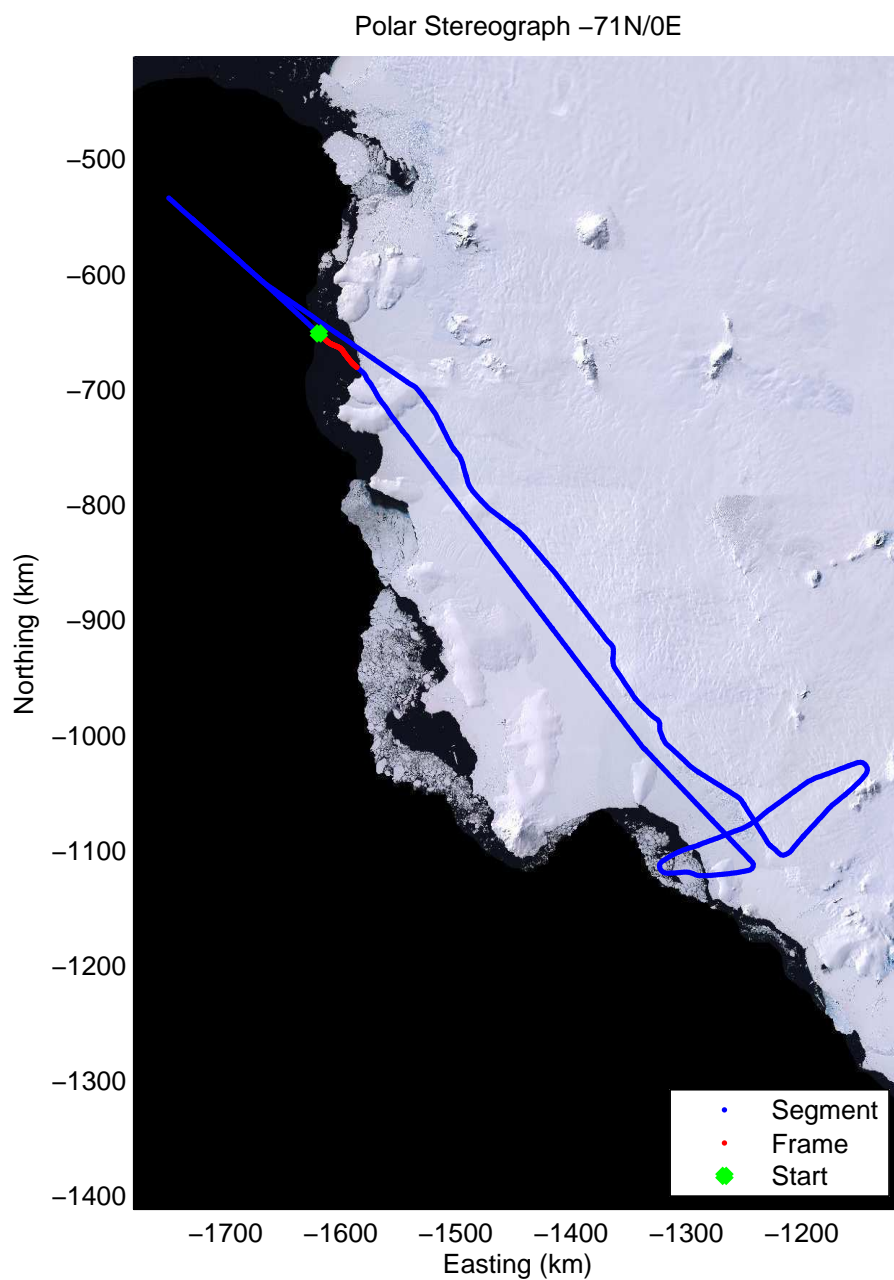 Polar Stereograph −71N/0E
−500
−600
−700
−800
−900
−1000
−1100
−1200
−1300
−1400
Northing (km)
−1700 −1600 −1500 −1400 −1300 −1200
Easting (km)
Segment
Frame
Start